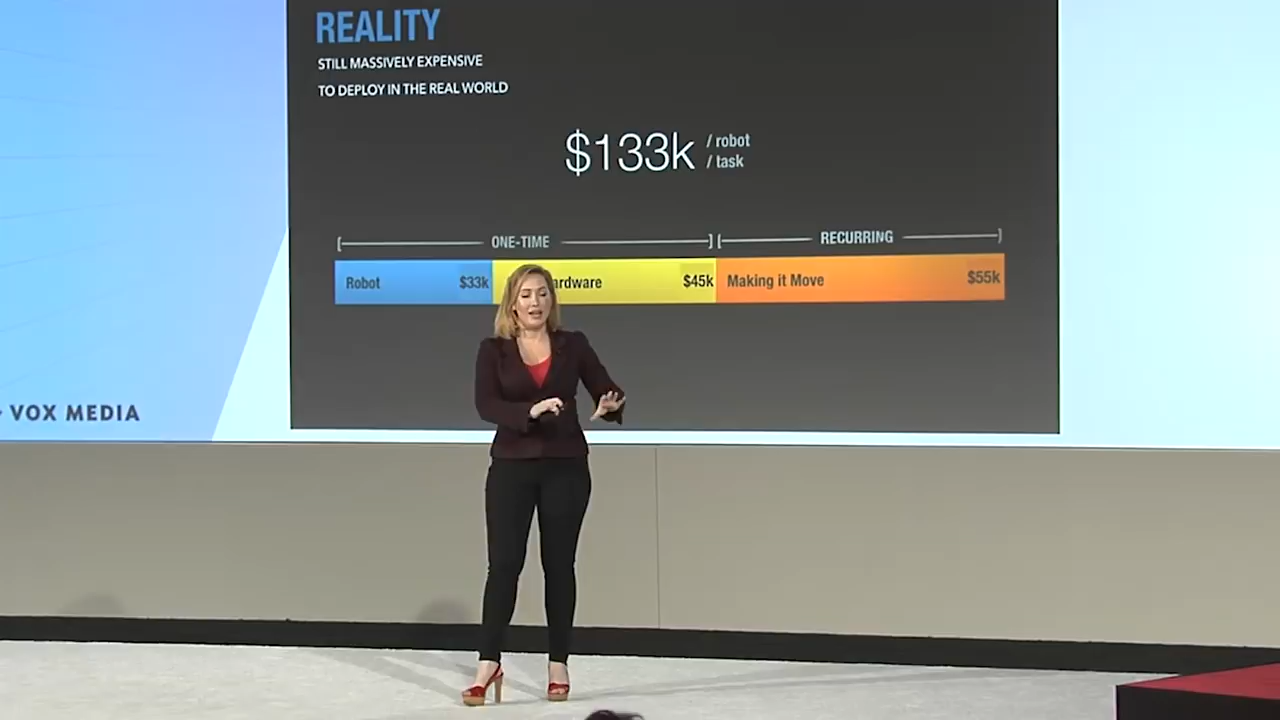 REALITY
STILL MASSIVELY EXPENSIVE
TO DEPLOY IN THE REAL WORLD
$133k / robot
/ task
ONE-TIME
RECURRING
Robot $33k
$45k
Making it Move $55k
VOX MEDIA